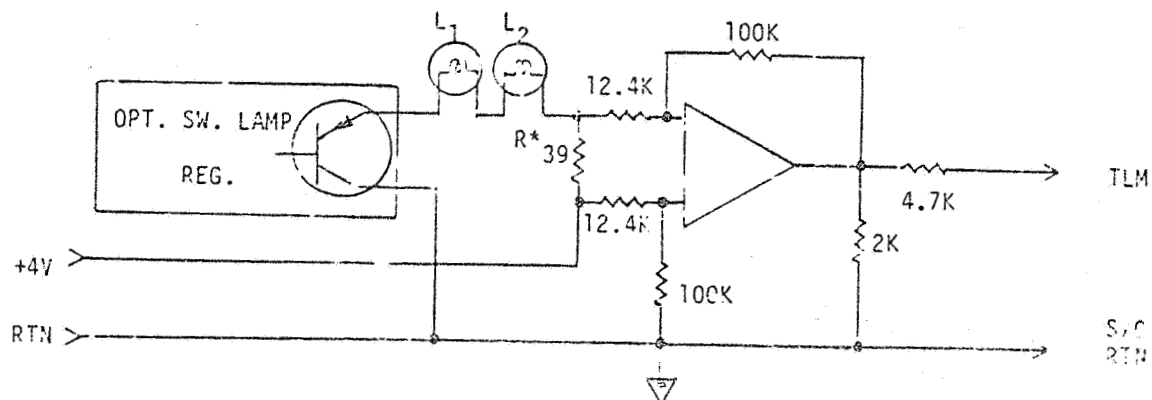 L1
L2
100K
12.4K
OPT. SW. LAMP
REG.
R* 39
12.4K
4.7K
TLM
2K
+4V
100K
RTN
S/C
RTN